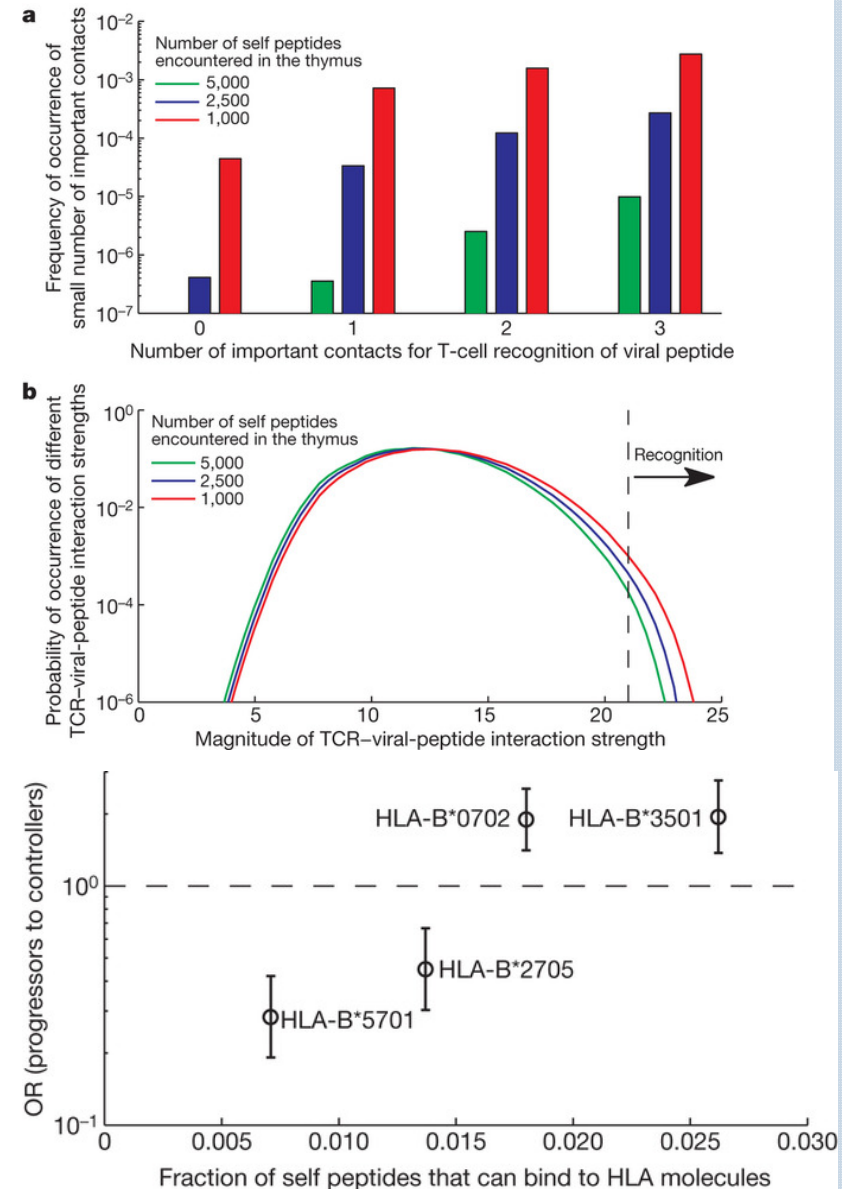 a
Frequency of occurrence of
small number of important contacts
10⁻²
10⁻³
10⁻⁴
10⁻⁵
10⁻⁶
10⁻⁷
Number of self peptides
encountered in the thymus
5,000
2,500
1,000
0 1 2 3
Number of important contacts for T-cell recognition of viral peptide
b
Probability of occurrence of different
TCR–viral-peptide interaction strengths
10⁰
10⁻²
10⁻⁴
10⁻⁶
Number of self peptides
encountered in the thymus
5,000
2,500
1,000
Recognition
0 5 10 15 20 25
Magnitude of TCR–viral-peptide interaction strength
OR (progressors to controllers)
10⁰
10⁻¹
HLA-B*0702
HLA-B*3501
HLA-B*2705
HLA-B*5701
0 0.005 0.010 0.015 0.020 0.025 0.030
Fraction of self peptides that can bind to HLA molecules